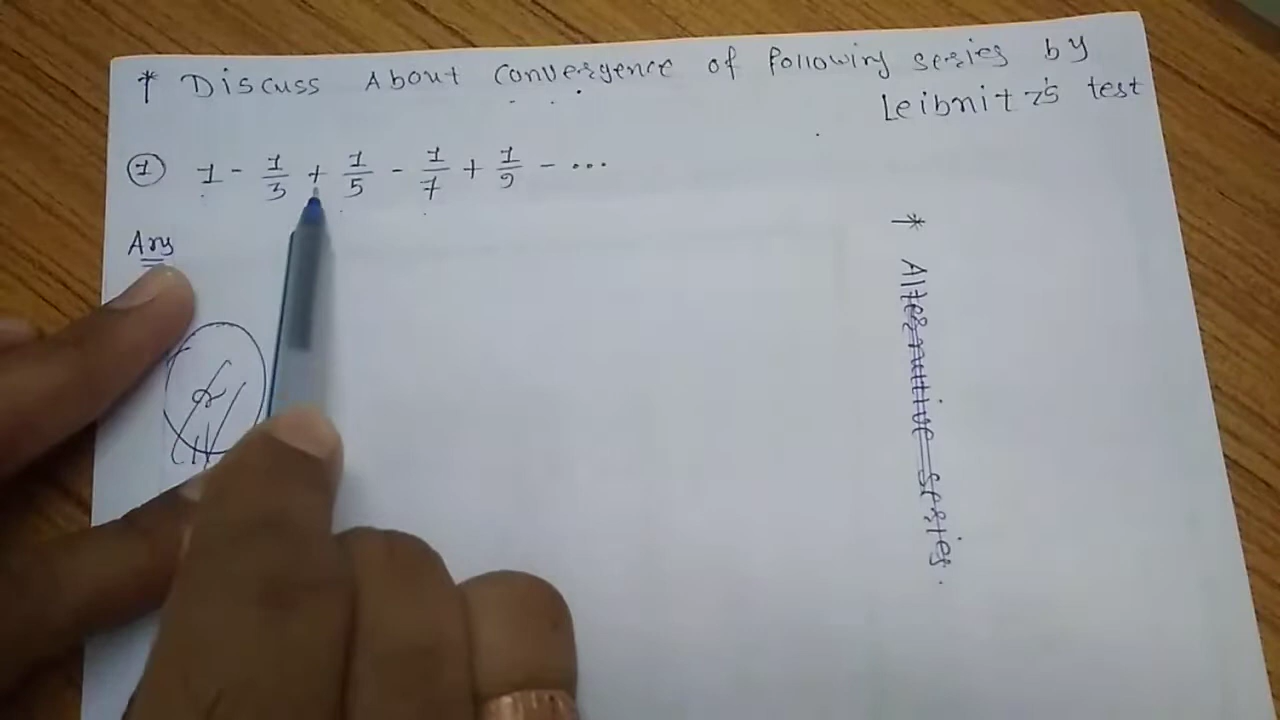 * Discuss About Convergence of Following series by
Leibnitz's test
① 1 - 1/3 + 1/5 - 1/7 + 1/9 - ...
Ans
* Alternative series.